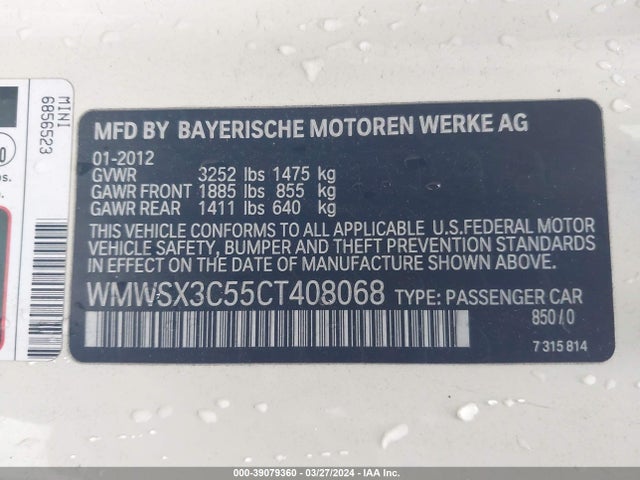 MINI
6856523
0
s.
g.
MFD BY BAYERISCHE MOTOREN WERKE AG
01-2012
GVWR 3252 lbs 1475 kg
GAWR FRONT 1885 lbs 855 kg
GAWR REAR 1411 lbs 640 kg
THIS VEHICLE CONFORMS TO ALL APPLICABLE U.S.FEDERAL MOTOR
VEHICLE SAFETY, BUMPER AND THEFT PREVENTION STANDARDS
IN EFFECT ON THE DATE OF MANUFACTURE SHOWN ABOVE.
WMWSX3C55CT408068 TYPE: PASSENGER CAR
850/0
7 315 814
000-39079360 / 03/27/2024 - IAA Inc.